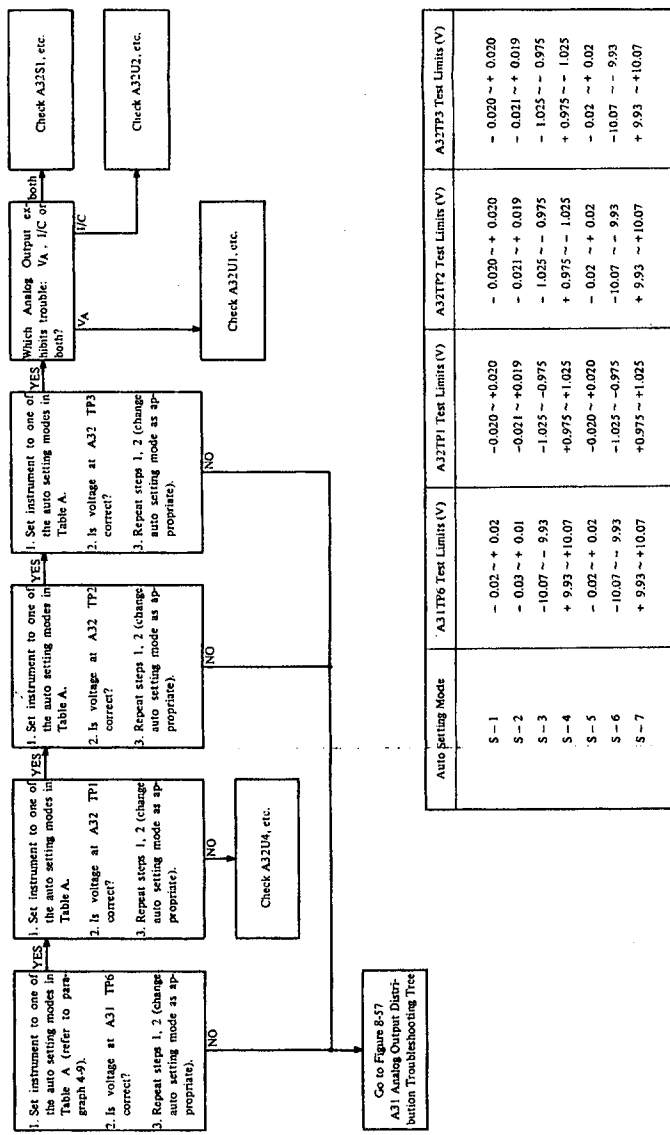 1. Set instrument to one of
the auto setting modes in
Table A (refer to para-
graph 4-9).
2. Is voltage at A31 TP6
correct?
3. Repeat steps 1, 2 (change
auto setting mode as ap-
propriate).
YES
NO
1. Set instrument to one of
the auto setting modes in
Table A.
2. Is voltage at A32 TP1
correct?
3. Repeat steps 1, 2 (change
auto setting mode as ap-
propriate).
YES
NO
Check A32U4, etc.
1. Set instrument to one of
the auto setting modes in
Table A.
2. Is voltage at A32 TP2
correct?
3. Repeat steps 1, 2 (change
auto setting mode as ap-
propriate).
YES
NO
1. Set instrument to one of
the auto setting modes in
Table A.
2. Is voltage at A32 TP3
correct?
3. Repeat steps 1, 2 (change
auto setting mode as ap-
propriate).
YES
NO
Which Analog Output ex-
hibits trouble: VA, I/C or
both?
both
Check A32S1, etc.
I/C
Check A32U2, etc.
VA
Check A32U1, etc.
Go to Figure 8-57
A31 Analog Output Distri-
bution Troubleshooting Tree
Auto Setting Mode A31TP6 Test Limits (V) A32TP1 Test Limits (V) A32TP2 Test Limits (V) A32TP3 Test Limits (V)
S – 1 – 0.02 ~ + 0.02 –0.020 ~ +0.020 – 0.020 ~ + 0.020 – 0.020 ~ + 0.020
S – 2 – 0.03 ~ + 0.01 –0.021 ~ +0.019 – 0.021 ~ + 0.019 – 0.021 ~ + 0.019
S – 3 –10.07 ~ – 9.93 –1.025 ~ –0.975 – 1.025 ~ – 0.975 – 1.025 ~ – 0.975
S – 4 + 9.93 ~ +10.07 +0.975 ~ +1.025 + 0.975 ~ – 1.025 + 0.975 ~ – 1.025
S – 5 – 0.02 ~ + 0.02 –0.020 ~ +0.020 – 0.02 ~ + 0.02 – 0.02 ~ + 0.02
S – 6 –10.07 ~ – 9.93 –1.025 ~ –0.975 –10.07 ~ – 9.93 –10.07 ~ – 9.93
S – 7 + 9.93 ~ +10.07 +0.975 ~ +1.025 + 9.93 ~ +10.07 + 9.93 ~ +10.07